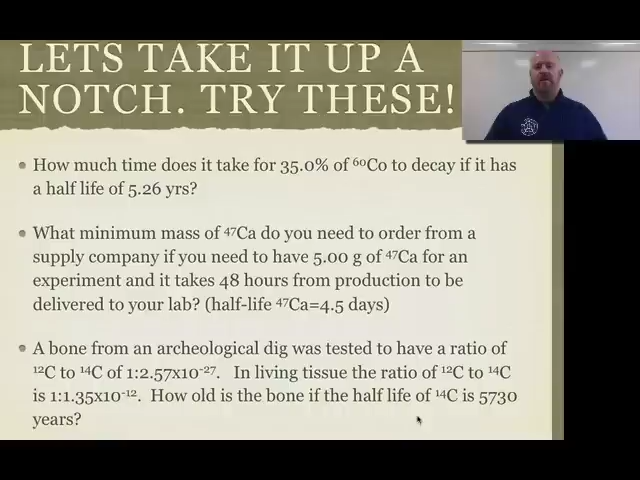 LETS TAKE IT UP A
NOTCH. TRY THESE!
How much time does it take for 35.0% of ⁶⁰Co to decay if it has
a half life of 5.26 yrs?
What minimum mass of ⁴⁷Ca do you need to order from a
supply company if you need to have 5.00 g of ⁴⁷Ca for an
experiment and it takes 48 hours from production to be
delivered to your lab? (half-life ⁴⁷Ca=4.5 days)
A bone from an archeological dig was tested to have a ratio of
¹²C to ¹⁴C of 1:2.57x10⁻²⁷. In living tissue the ratio of ¹²C to ¹⁴C
is 1:1.35x10⁻¹². How old is the bone if the half life of ¹⁴C is 5730
years?